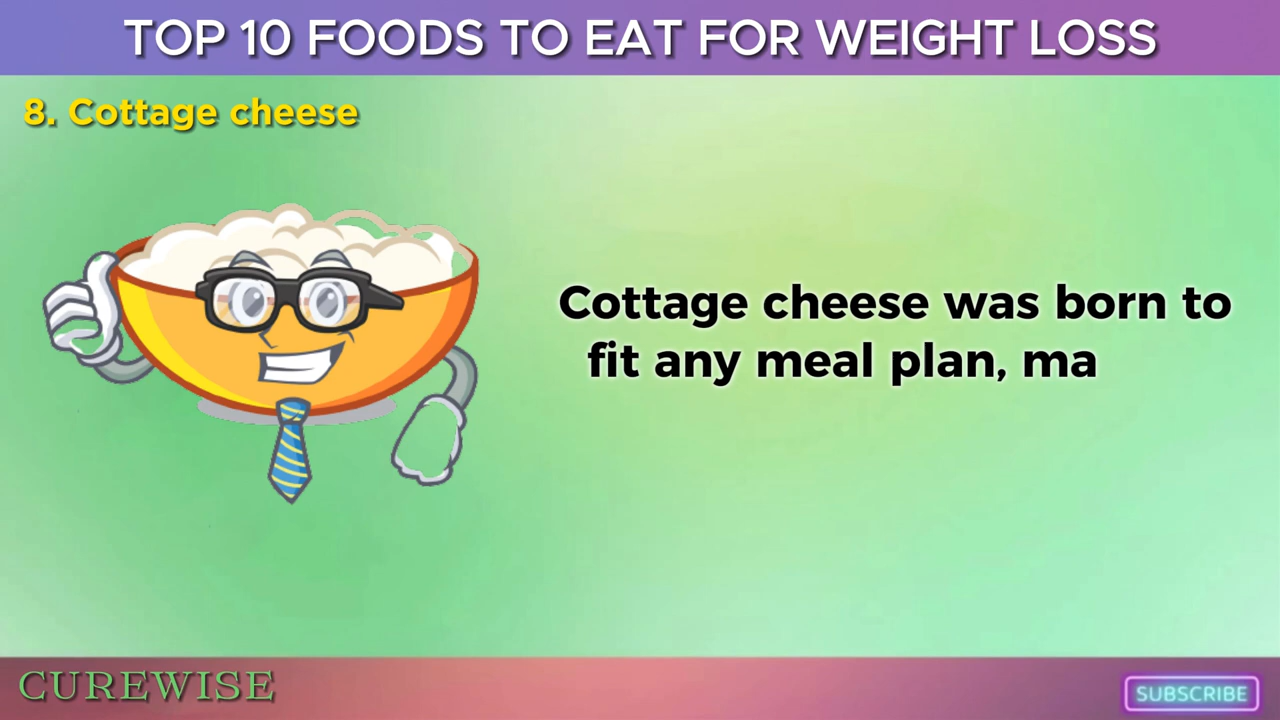 TOP 10 FOODS TO EAT FOR WEIGHT LOSS
8. Cottage cheese
Cottage cheese was born to
fit any meal plan, ma
CUREWISE
SUBSCRIBE